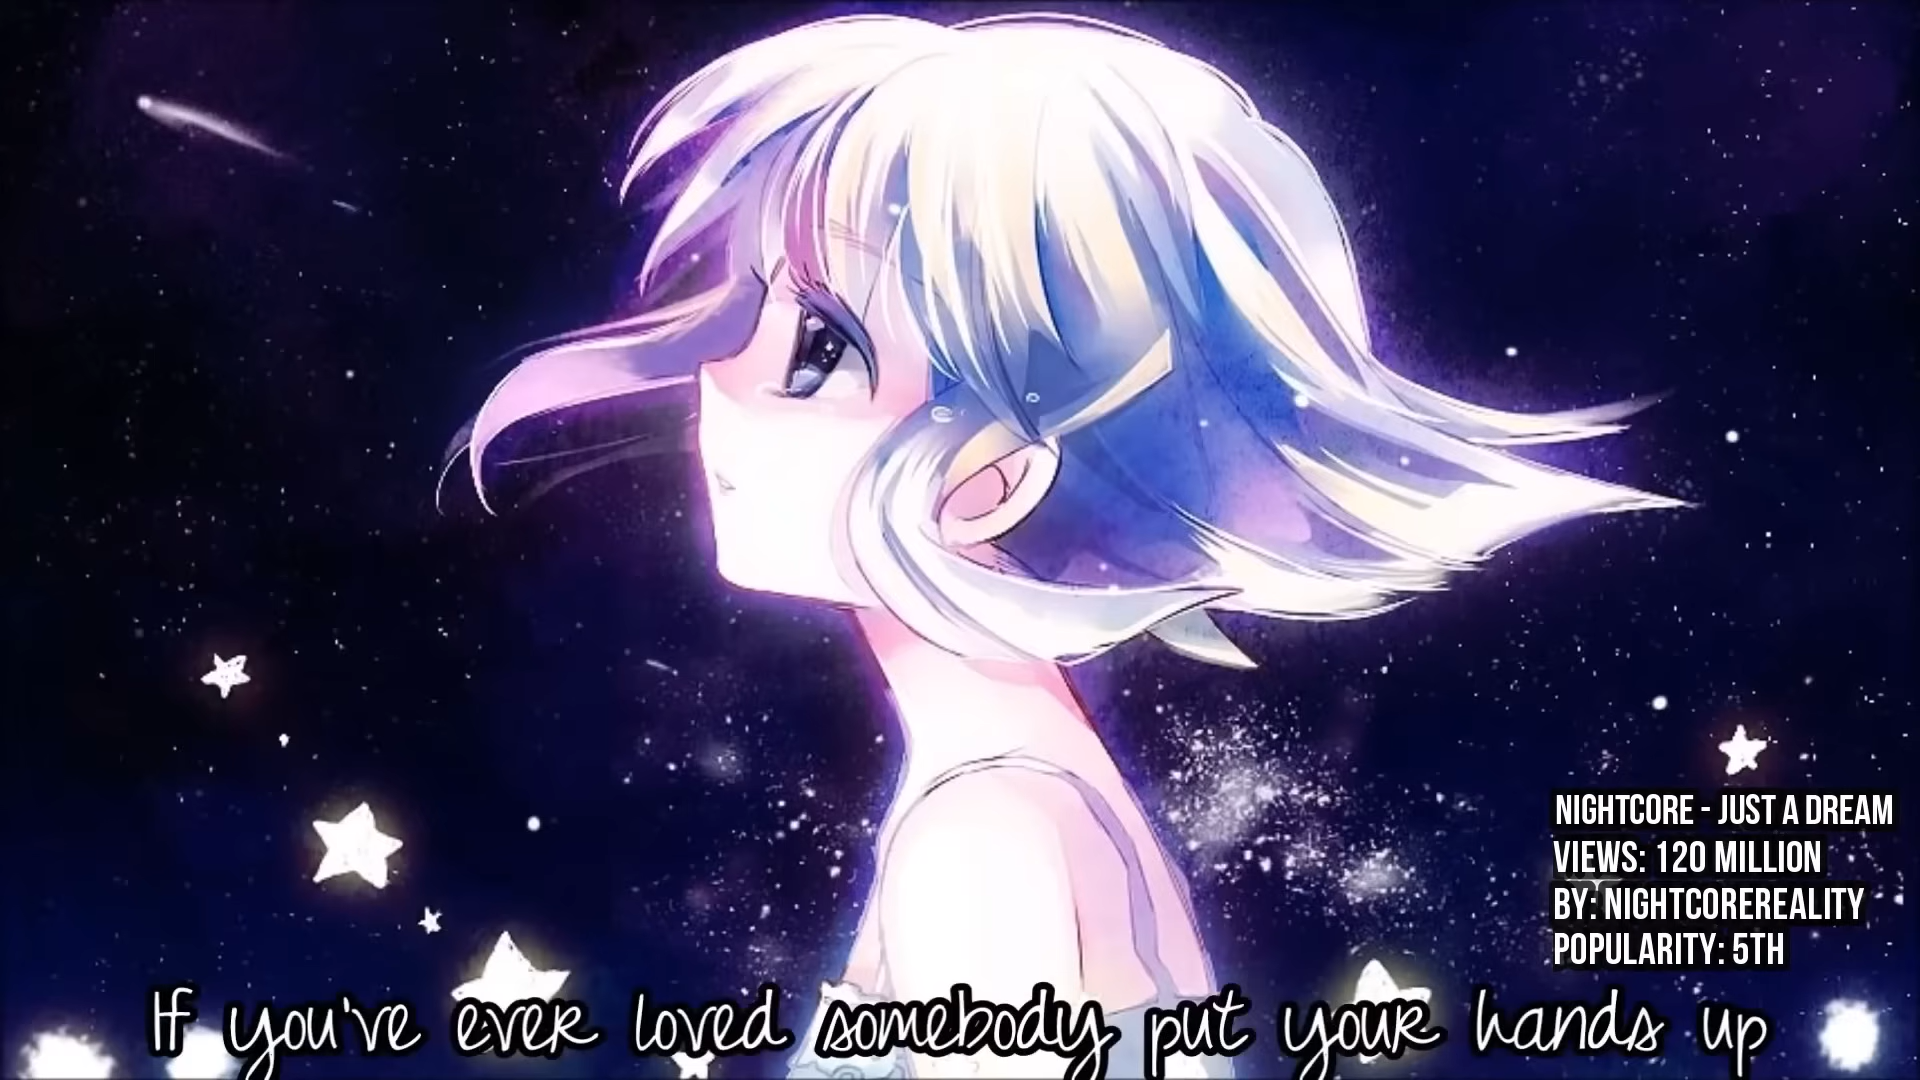 NIGHTCORE - JUST A DREAM
VIEWS: 120 MILLION
BY: NIGHTCOREREALITY
POPULARITY: 5TH
If you've ever loved somebody put your hands up